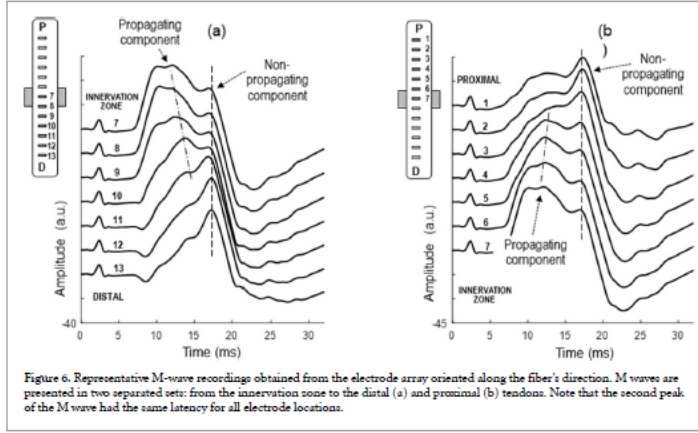 Propagating component
(a)
Non-propagating component
P
7
8
9
10
11
12
13
D
INNERVATION ZONE
7
8
9
10
11
12
13
DISTAL
Amplitude (a.u.)
-40
0 5 10 15 20 25 30
Time (ms)
(b
)
P
1
2
3
4
5
6
7
D
PROXIMAL
Non-propagating component
1
2
3
4
5
6
7
Propagating component
INNERVATION ZONE
Amplitude (a.u.)
-45
0 5 10 15 20 25 30
Time (ms)
Figure 6. Representative M-wave recordings obtained from the electrode array oriented along the fiber's direction. M waves are
presented in two separated sets: from the innervation zone to the distal (a) and proximal (b) tendons. Note that the second peak
of the M wave had the same latency for all electrode locations.